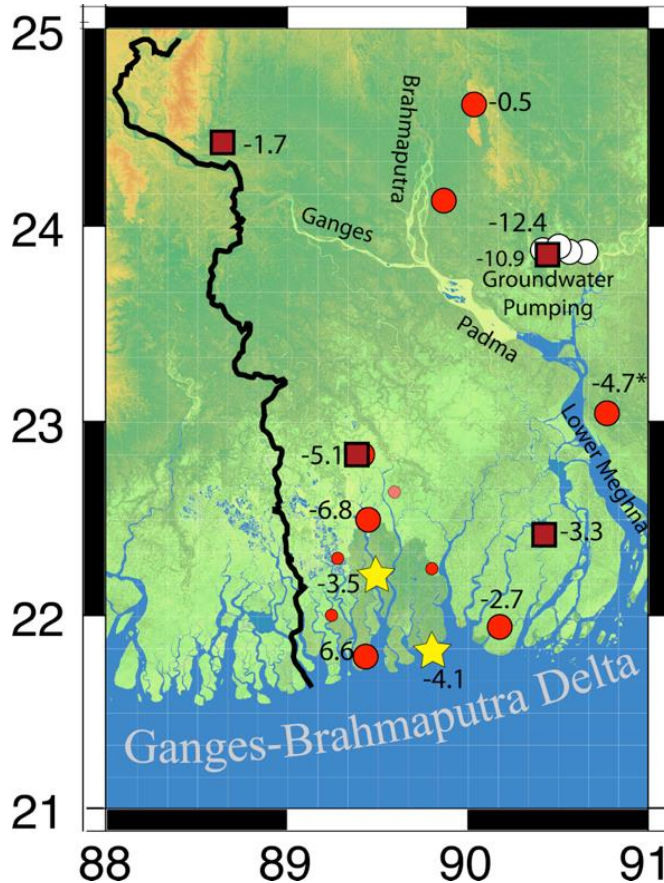 25
Brahmaputra
-0.5
-1.7
24
Ganges
-12.4
-10.9
Groundwater
Pumping
Padma
-4.7*
23
Lower Meghna
-5.1
-6.8
-3.3
-3.5
22
-2.7
6.6
-4.1
Ganges-Brahmaputra Delta
21
88 89 90 91